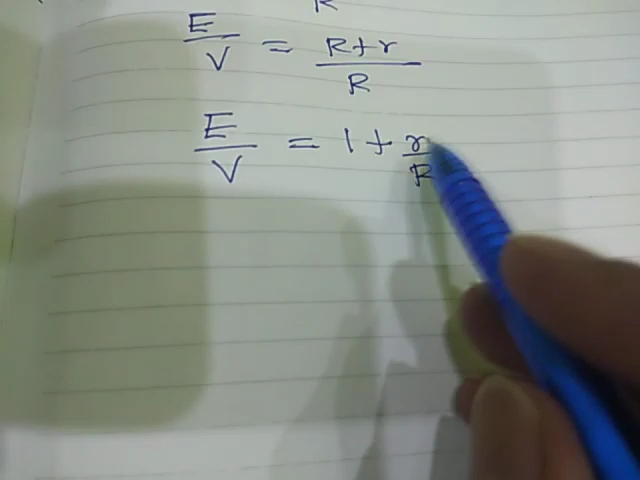 R
E/V = R+r/R
E/V = 1 + r/R